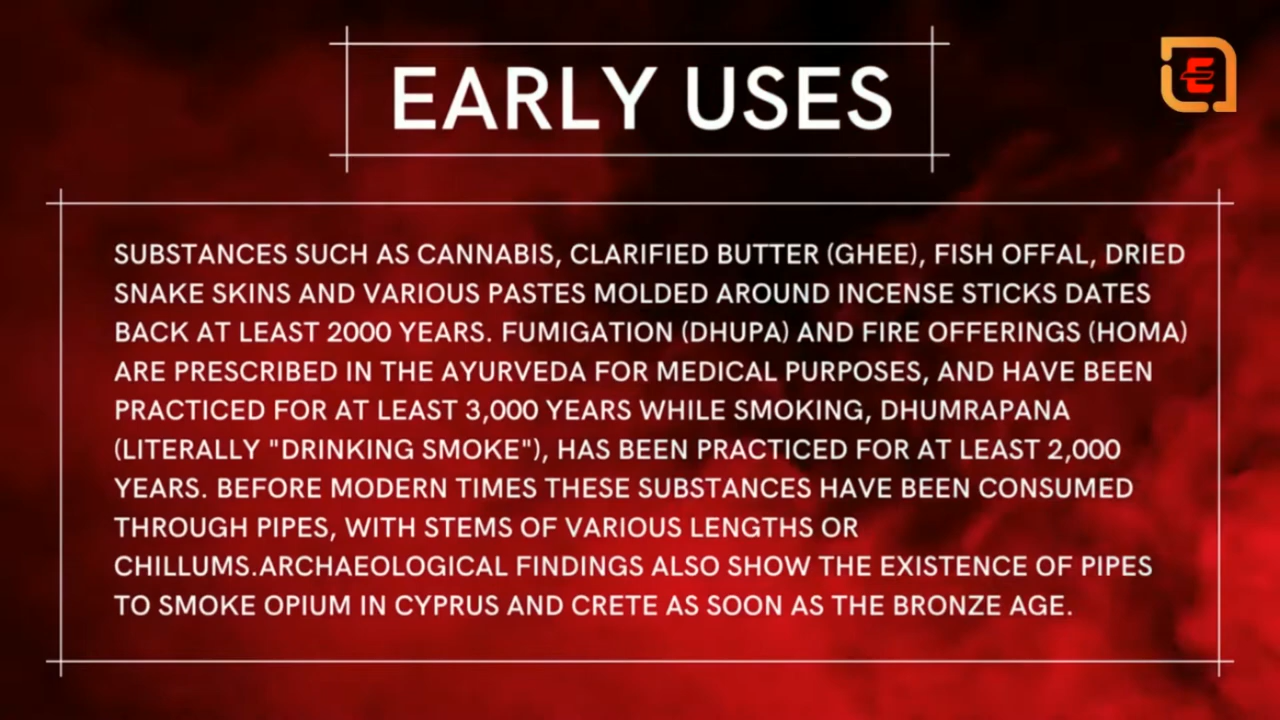 EARLY USES
SUBSTANCES SUCH AS CANNABIS, CLARIFIED BUTTER (GHEE), FISH OFFAL, DRIED
SNAKE SKINS AND VARIOUS PASTES MOLDED AROUND INCENSE STICKS DATES
BACK AT LEAST 2000 YEARS. FUMIGATION (DHUPA) AND FIRE OFFERINGS (HOMA)
ARE PRESCRIBED IN THE AYURVEDA FOR MEDICAL PURPOSES, AND HAVE BEEN
PRACTICED FOR AT LEAST 3,000 YEARS WHILE SMOKING, DHUMRAPANA
(LITERALLY "DRINKING SMOKE"), HAS BEEN PRACTICED FOR AT LEAST 2,000
YEARS. BEFORE MODERN TIMES THESE SUBSTANCES HAVE BEEN CONSUMED
THROUGH PIPES, WITH STEMS OF VARIOUS LENGTHS OR
CHILLUMS.ARCHAEOLOGICAL FINDINGS ALSO SHOW THE EXISTENCE OF PIPES
TO SMOKE OPIUM IN CYPRUS AND CRETE AS SOON AS THE BRONZE AGE.